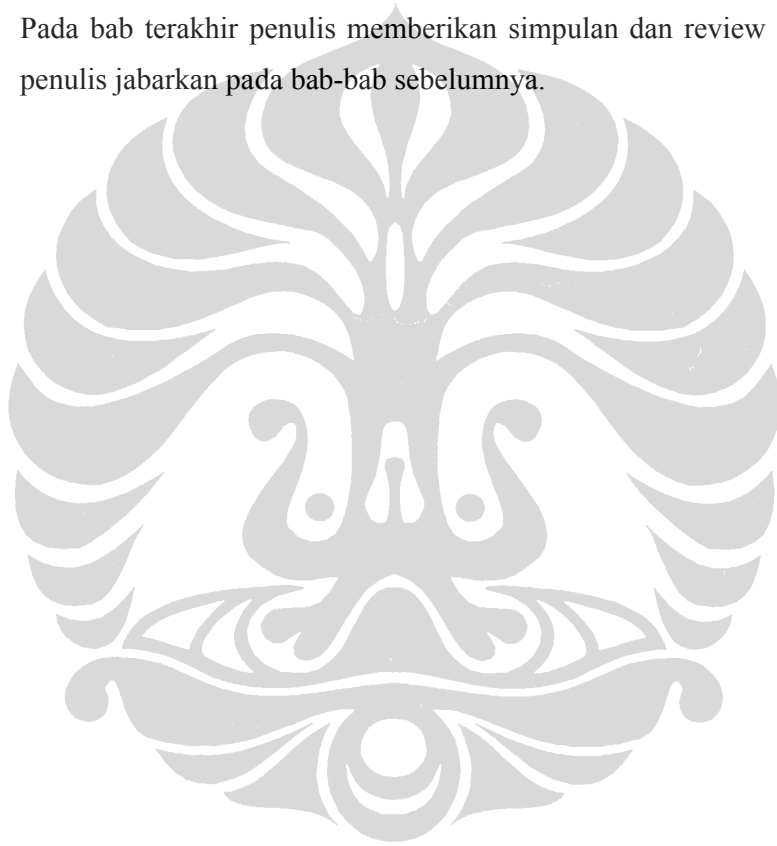 Pada bab terakhir penulis memberikan simpulan dan review
penulis jabarkan pada bab-bab sebelumnya.